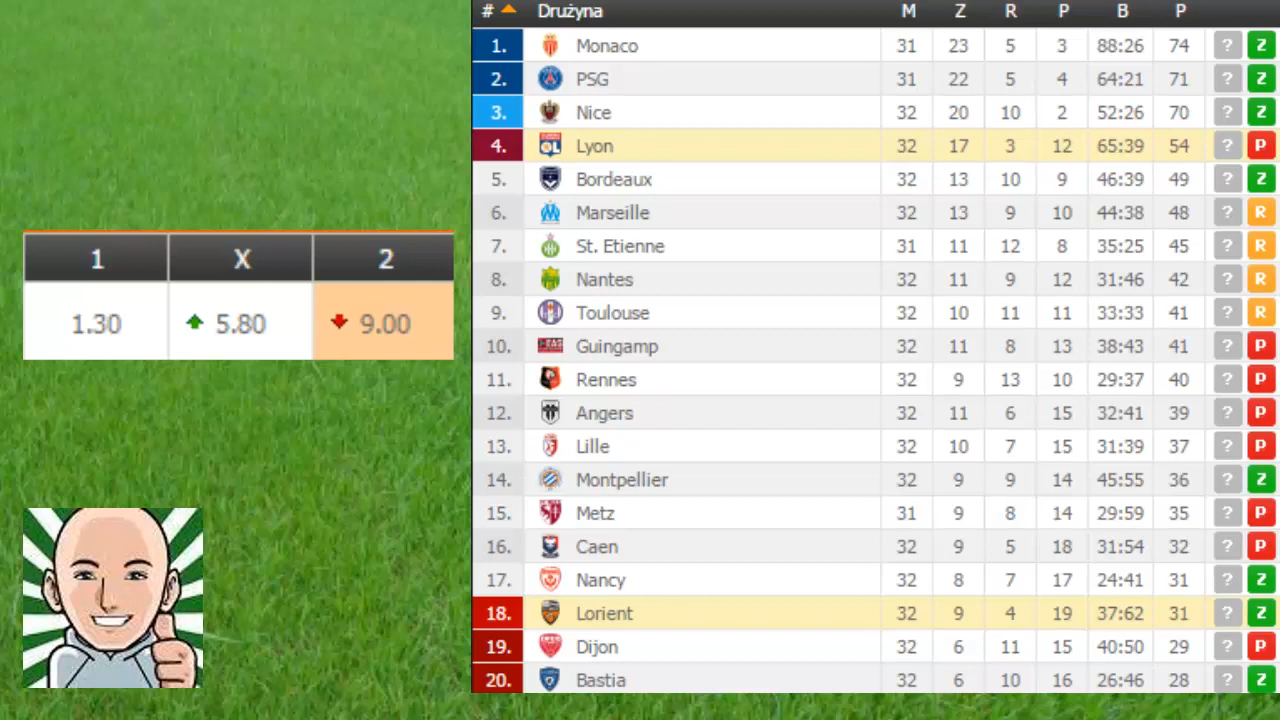 1 X 2
1.30 5.80 9.00
# Drużyna M Z R P B P
1. Monaco 31 23 5 3 88:26 74 ? Z
2. PSG 31 22 5 4 64:21 71 ? Z
3. Nice 32 20 10 2 52:26 70 ? Z
4. Lyon 32 17 3 12 65:39 54 ? P
5. Bordeaux 32 13 10 9 46:39 49 ? Z
6. Marseille 32 13 9 10 44:38 48 ? R
7. St. Etienne 31 11 12 8 35:25 45 ? R
8. Nantes 32 11 9 12 31:46 42 ? R
9. Toulouse 32 10 11 11 33:33 41 ? R
10. Guingamp 32 11 8 13 38:43 41 ? P
11. Rennes 32 9 13 10 29:37 40 ? P
12. Angers 32 11 6 15 32:41 39 ? P
13. Lille 32 10 7 15 31:39 37 ? P
14. Montpellier 32 9 9 14 45:55 36 ? Z
15. Metz 31 9 8 14 29:59 35 ? P
16. Caen 32 9 5 18 31:54 32 ? P
17. Nancy 32 8 7 17 24:41 31 ? Z
18. Lorient 32 9 4 19 37:62 31 ? Z
19. Dijon 32 6 11 15 40:50 29 ? P
20. Bastia 32 6 10 16 26:46 28 ? Z